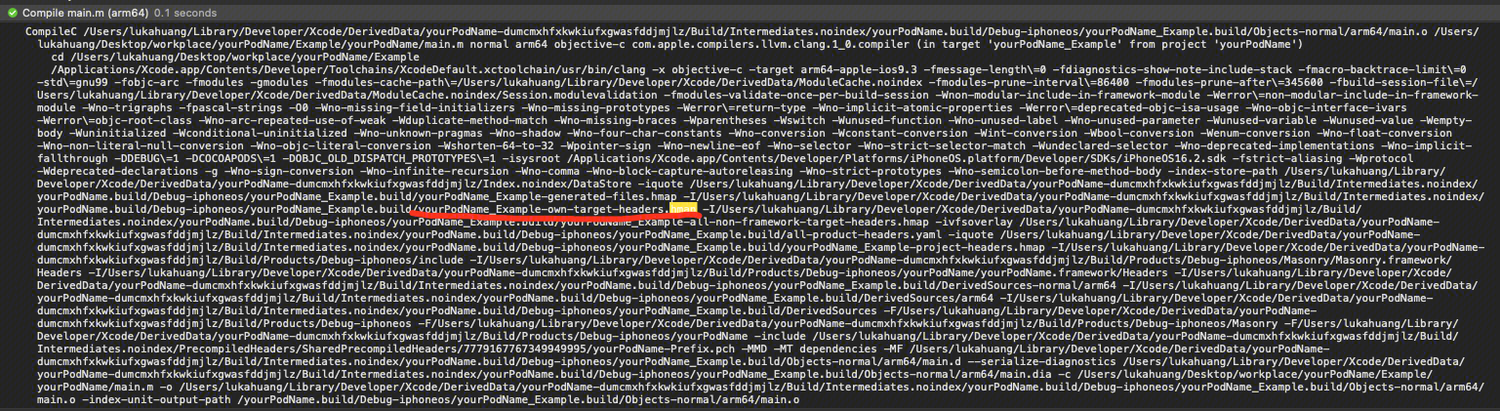 Compile main.m (arm64) 0.1 seconds
CompileC /Users/lukahuang/Library/Developer/Xcode/DerivedData/yourPodName-dumcmxhfxkwkiufxgwasfddjmjlz/Build/Intermediates.noindex/yourPodName.build/Debug-iphoneos/yourPodName_Example.build/Objects-normal/arm64/main.o /Users/
lukahuang/Desktop/workplace/yourPodName/Example/yourPodName/main.m normal arm64 objective-c com.apple.compilers.llvm.clang.1_0.compiler (in target 'yourPodName_Example' from project 'yourPodName')
cd /Users/lukahuang/Desktop/workplace/yourPodName/Example
/Applications/Xcode.app/Contents/Developer/Toolchains/XcodeDefault.xctoolchain/usr/bin/clang -x objective-c -target arm64-apple-ios9.3 -fmessage-length\=0 -fdiagnostics-show-note-include-stack -fmacro-backtrace-limit\=0
-std\=gnu99 -fobjc-arc -fmodules -gmodules -fmodules-cache-path\=/Users/lukahuang/Library/Developer/Xcode/DerivedData/ModuleCache.noindex -fmodules-prune-interval\=86400 -fmodules-prune-after\=345600 -fbuild-session-file\=/
Users/lukahuang/Library/Developer/Xcode/DerivedData/ModuleCache.noindex/Session.modulevalidation -fmodules-validate-once-per-build-session -Wnon-modular-include-in-framework-module -Werror\=non-modular-include-in-framework-
module -Wno-trigraphs -fpascal-strings -O0 -Wno-missing-field-initializers -Wno-missing-prototypes -Werror\=return-type -Wno-implicit-atomic-properties -Werror\=deprecated-objc-isa-usage -Wno-objc-interface-ivars
-Werror\=objc-root-class -Wno-arc-repeated-use-of-weak -Wduplicate-method-match -Wno-missing-braces -Wparentheses -Wswitch -Wunused-function -Wno-unused-label -Wno-unused-parameter -Wunused-variable -Wunused-value -Wempty-
body -Wuninitialized -Wconditional-uninitialized -Wno-unknown-pragmas -Wno-shadow -Wno-four-char-constants -Wno-conversion -Wconstant-conversion -Wint-conversion -Wbool-conversion -Wenum-conversion -Wno-float-conversion
-Wno-non-literal-null-conversion -Wno-objc-literal-conversion -Wshorten-64-to-32 -Wpointer-sign -Wno-newline-eof -Wno-selector -Wno-strict-selector-match -Wundeclared-selector -Wno-deprecated-implementations -Wno-implicit-
fallthrough -DDEBUG\=1 -DCOCOAPODS\=1 -DOBJC_OLD_DISPATCH_PROTOTYPES\=1 -isysroot /Applications/Xcode.app/Contents/Developer/Platforms/iPhoneOS.platform/Developer/SDKs/iPhoneOS16.2.sdk -fstrict-aliasing -Wprotocol
-Wdeprecated-declarations -g -Wno-sign-conversion -Wno-infinite-recursion -Wno-comma -Wno-block-capture-autoreleasing -Wno-strict-prototypes -Wno-semicolon-before-method-body -index-store-path /Users/lukahuang/Library/
Developer/Xcode/DerivedData/yourPodName-dumcmxhfxkwkiufxgwasfddjmjlz/Index.noindex/DataStore -iquote /Users/lukahuang/Library/Developer/Xcode/DerivedData/yourPodName-dumcmxhfxkwkiufxgwasfddjmjlz/Build/Intermediates.noindex/
yourPodName.build/Debug-iphoneos/yourPodName_Example.build/yourPodName_Example-generated-files.hmap -I/Users/lukahuang/Library/Developer/Xcode/DerivedData/yourPodName-dumcmxhfxkwkiufxgwasfddjmjlz/Build/Intermediates.noindex/
yourPodName.build/Debug-iphoneos/yourPodName_Example.build/yourPodName_Example-own-target-headers.hmap -I/Users/lukahuang/Library/Developer/Xcode/DerivedData/yourPodName-dumcmxhfxkwkiufxgwasfddjmjlz/Build/
Intermediates.noindex/yourPodName.build/Debug-iphoneos/yourPodName_Example.build/yourPodName_Example-all-non-framework-target-headers.hmap -ivfsoverlay /Users/lukahuang/Library/Developer/Xcode/DerivedData/yourPodName-
dumcmxhfxkwkiufxgwasfddjmjlz/Build/Intermediates.noindex/yourPodName.build/Debug-iphoneos/yourPodName_Example.build/all-product-headers.yaml -iquote /Users/lukahuang/Library/Developer/Xcode/DerivedData/yourPodName-
dumcmxhfxkwkiufxgwasfddjmjlz/Build/Intermediates.noindex/yourPodName.build/Debug-iphoneos/yourPodName_Example.build/yourPodName_Example-project-headers.hmap -I/Users/lukahuang/Library/Developer/Xcode/DerivedData/yourPodName-
dumcmxhfxkwkiufxgwasfddjmjlz/Build/Products/Debug-iphoneos/include -I/Users/lukahuang/Library/Developer/Xcode/DerivedData/yourPodName-dumcmxhfxkwkiufxgwasfddjmjlz/Build/Products/Debug-iphoneos/Masonry/Masonry.framework/
Headers -I/Users/lukahuang/Library/Developer/Xcode/DerivedData/yourPodName-dumcmxhfxkwkiufxgwasfddjmjlz/Build/Products/Debug-iphoneos/yourPodName/yourPodName.framework/Headers -I/Users/lukahuang/Library/Developer/Xcode/
DerivedData/yourPodName-dumcmxhfxkwkiufxgwasfddjmjlz/Build/Intermediates.noindex/yourPodName.build/Debug-iphoneos/yourPodName_Example.build/DerivedSources-normal/arm64 -I/Users/lukahuang/Library/Developer/Xcode/DerivedData/
yourPodName-dumcmxhfxkwkiufxgwasfddjmjlz/Build/Intermediates.noindex/yourPodName.build/Debug-iphoneos/yourPodName_Example.build/DerivedSources/arm64 -I/Users/lukahuang/Library/Developer/Xcode/DerivedData/yourPodName-
dumcmxhfxkwkiufxgwasfddjmjlz/Build/Intermediates.noindex/yourPodName.build/Debug-iphoneos/yourPodName_Example.build/DerivedSources -F/Users/lukahuang/Library/Developer/Xcode/DerivedData/yourPodName-
dumcmxhfxkwkiufxgwasfddjmjlz/Build/Products/Debug-iphoneos -F/Users/lukahuang/Library/Developer/Xcode/DerivedData/yourPodName-dumcmxhfxkwkiufxgwasfddjmjlz/Build/Products/Debug-iphoneos/Masonry -F/Users/lukahuang/Library/
Developer/Xcode/DerivedData/yourPodName-dumcmxhfxkwkiufxgwasfddjmjlz/Build/Products/Debug-iphoneos/yourPodName -include /Users/lukahuang/Library/Developer/Xcode/DerivedData/yourPodName-dumcmxhfxkwkiufxgwasfddjmjlz/Build/
Intermediates.noindex/PrecompiledHeaders/SharedPrecompiledHeaders/7779167767349949995/yourPodName-Prefix.pch -MMD -MT dependencies -MF /Users/lukahuang/Library/Developer/Xcode/DerivedData/yourPodName-
dumcmxhfxkwkiufxgwasfddjmjlz/Build/Intermediates.noindex/yourPodName.build/Debug-iphoneos/yourPodName_Example.build/Objects-normal/arm64/main.d --serialize-diagnostics /Users/lukahuang/Library/Developer/Xcode/DerivedData/
yourPodName-dumcmxhfxkwkiufxgwasfddjmjlz/Build/Intermediates.noindex/yourPodName.build/Debug-iphoneos/yourPodName_Example.build/Objects-normal/arm64/main.dia -c /Users/lukahuang/Desktop/workplace/yourPodName/Example/
yourPodName/main.m -o /Users/lukahuang/Library/Developer/Xcode/DerivedData/yourPodName-dumcmxhfxkwkiufxgwasfddjmjlz/Build/Intermediates.noindex/yourPodName.build/Debug-iphoneos/yourPodName_Example.build/Objects-normal/arm64/
main.o -index-unit-output-path /yourPodName.build/Debug-iphoneos/yourPodName_Example.build/Objects-normal/arm64/main.o